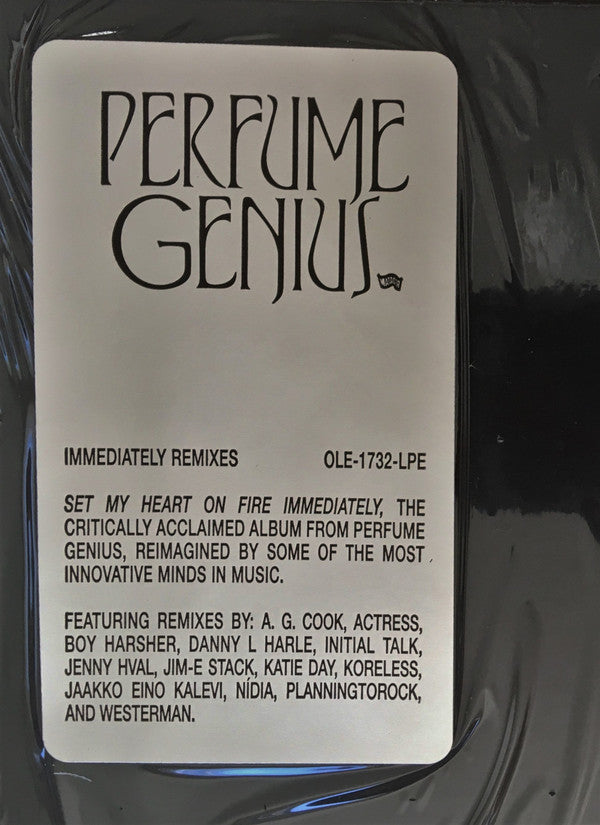 PERFUME
GENIUS
MATADOR
IMMEDIATELY REMIXES OLE-1732-LPE
SET MY HEART ON FIRE IMMEDIATELY, THE
CRITICALLY ACCLAIMED ALBUM FROM PERFUME
GENIUS, REIMAGINED BY SOME OF THE MOST
INNOVATIVE MINDS IN MUSIC.
FEATURING REMIXES BY: A. G. COOK, ACTRESS,
BOY HARSHER, DANNY L HARLE, INITIAL TALK,
JENNY HVAL, JIM-E STACK, KATIE DAY, KORELESS,
JAAKKO EINO KALEVI, NÍDIA, PLANNINGTOROCK,
AND WESTERMAN.